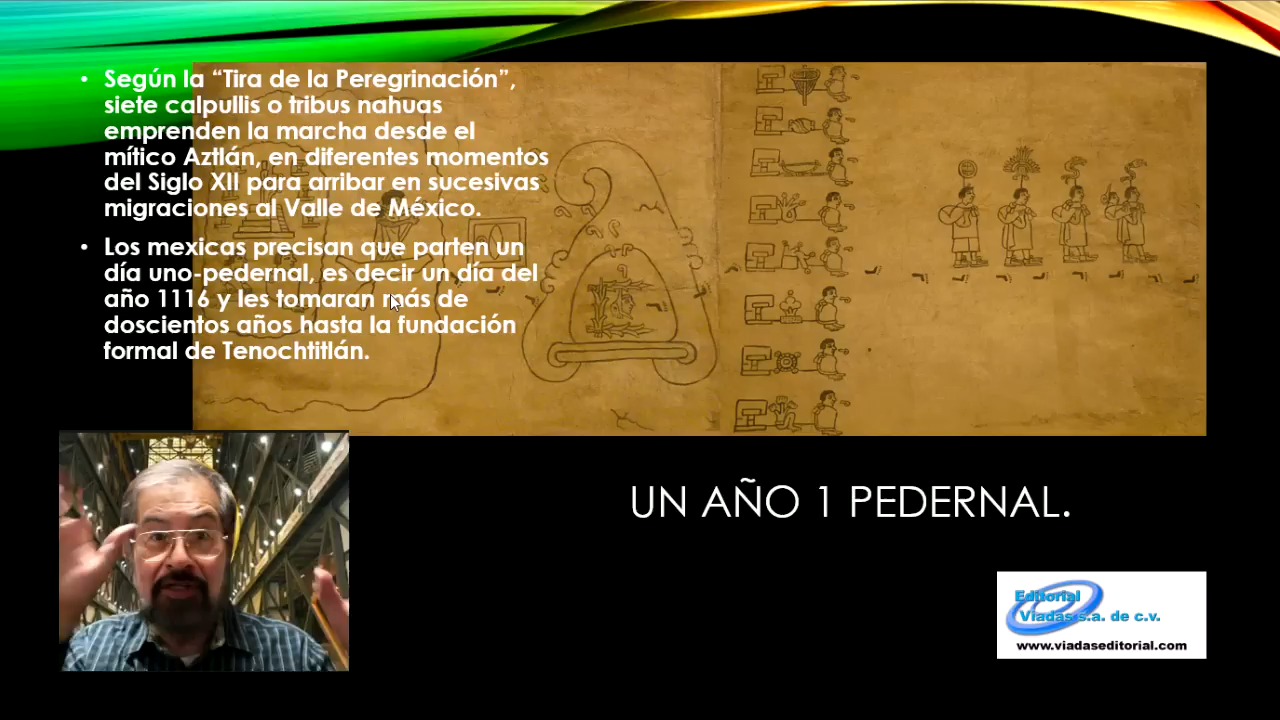 • Según la “Tira de la Peregrinación”,
siete calpullis o tribus nahuas
emprenden la marcha desde el
mítico Aztlán, en diferentes momentos
del Siglo XII para arribar en sucesivas
migraciones al Valle de México.
• Los mexicas precisan que parten un
día uno-pedernal, es decir un día del
año 1116 y les tomaran más de
doscientos años hasta la fundación
formal de Tenochtitlán.
UN AÑO 1 PEDERNAL.
Editorial
Viadas s.a. de c.v.
www.viadaseditorial.com